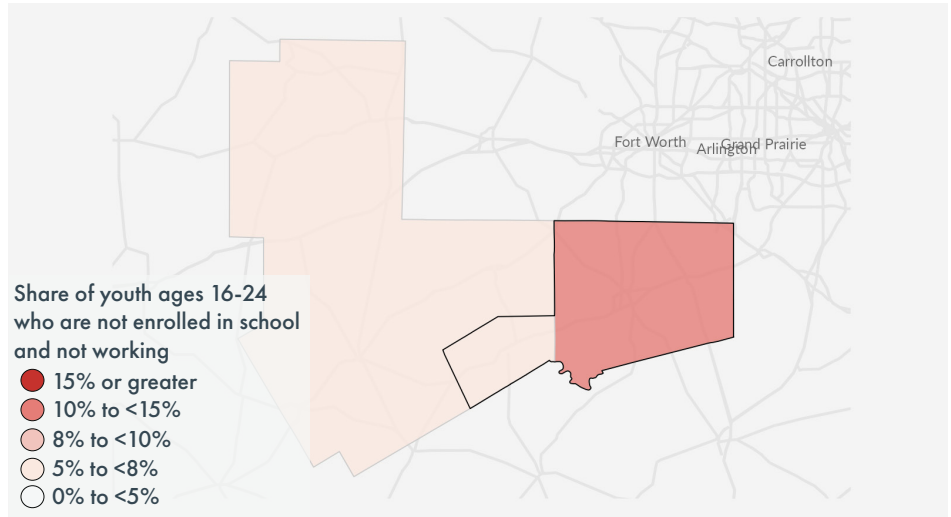 Carrollton
Fort Worth
Grand Prairie
Arlington
Share of youth ages 16-24
who are not enrolled in school
and not working
15% or greater
10% to <15%
8% to <10%
5% to <8%
0% to <5%